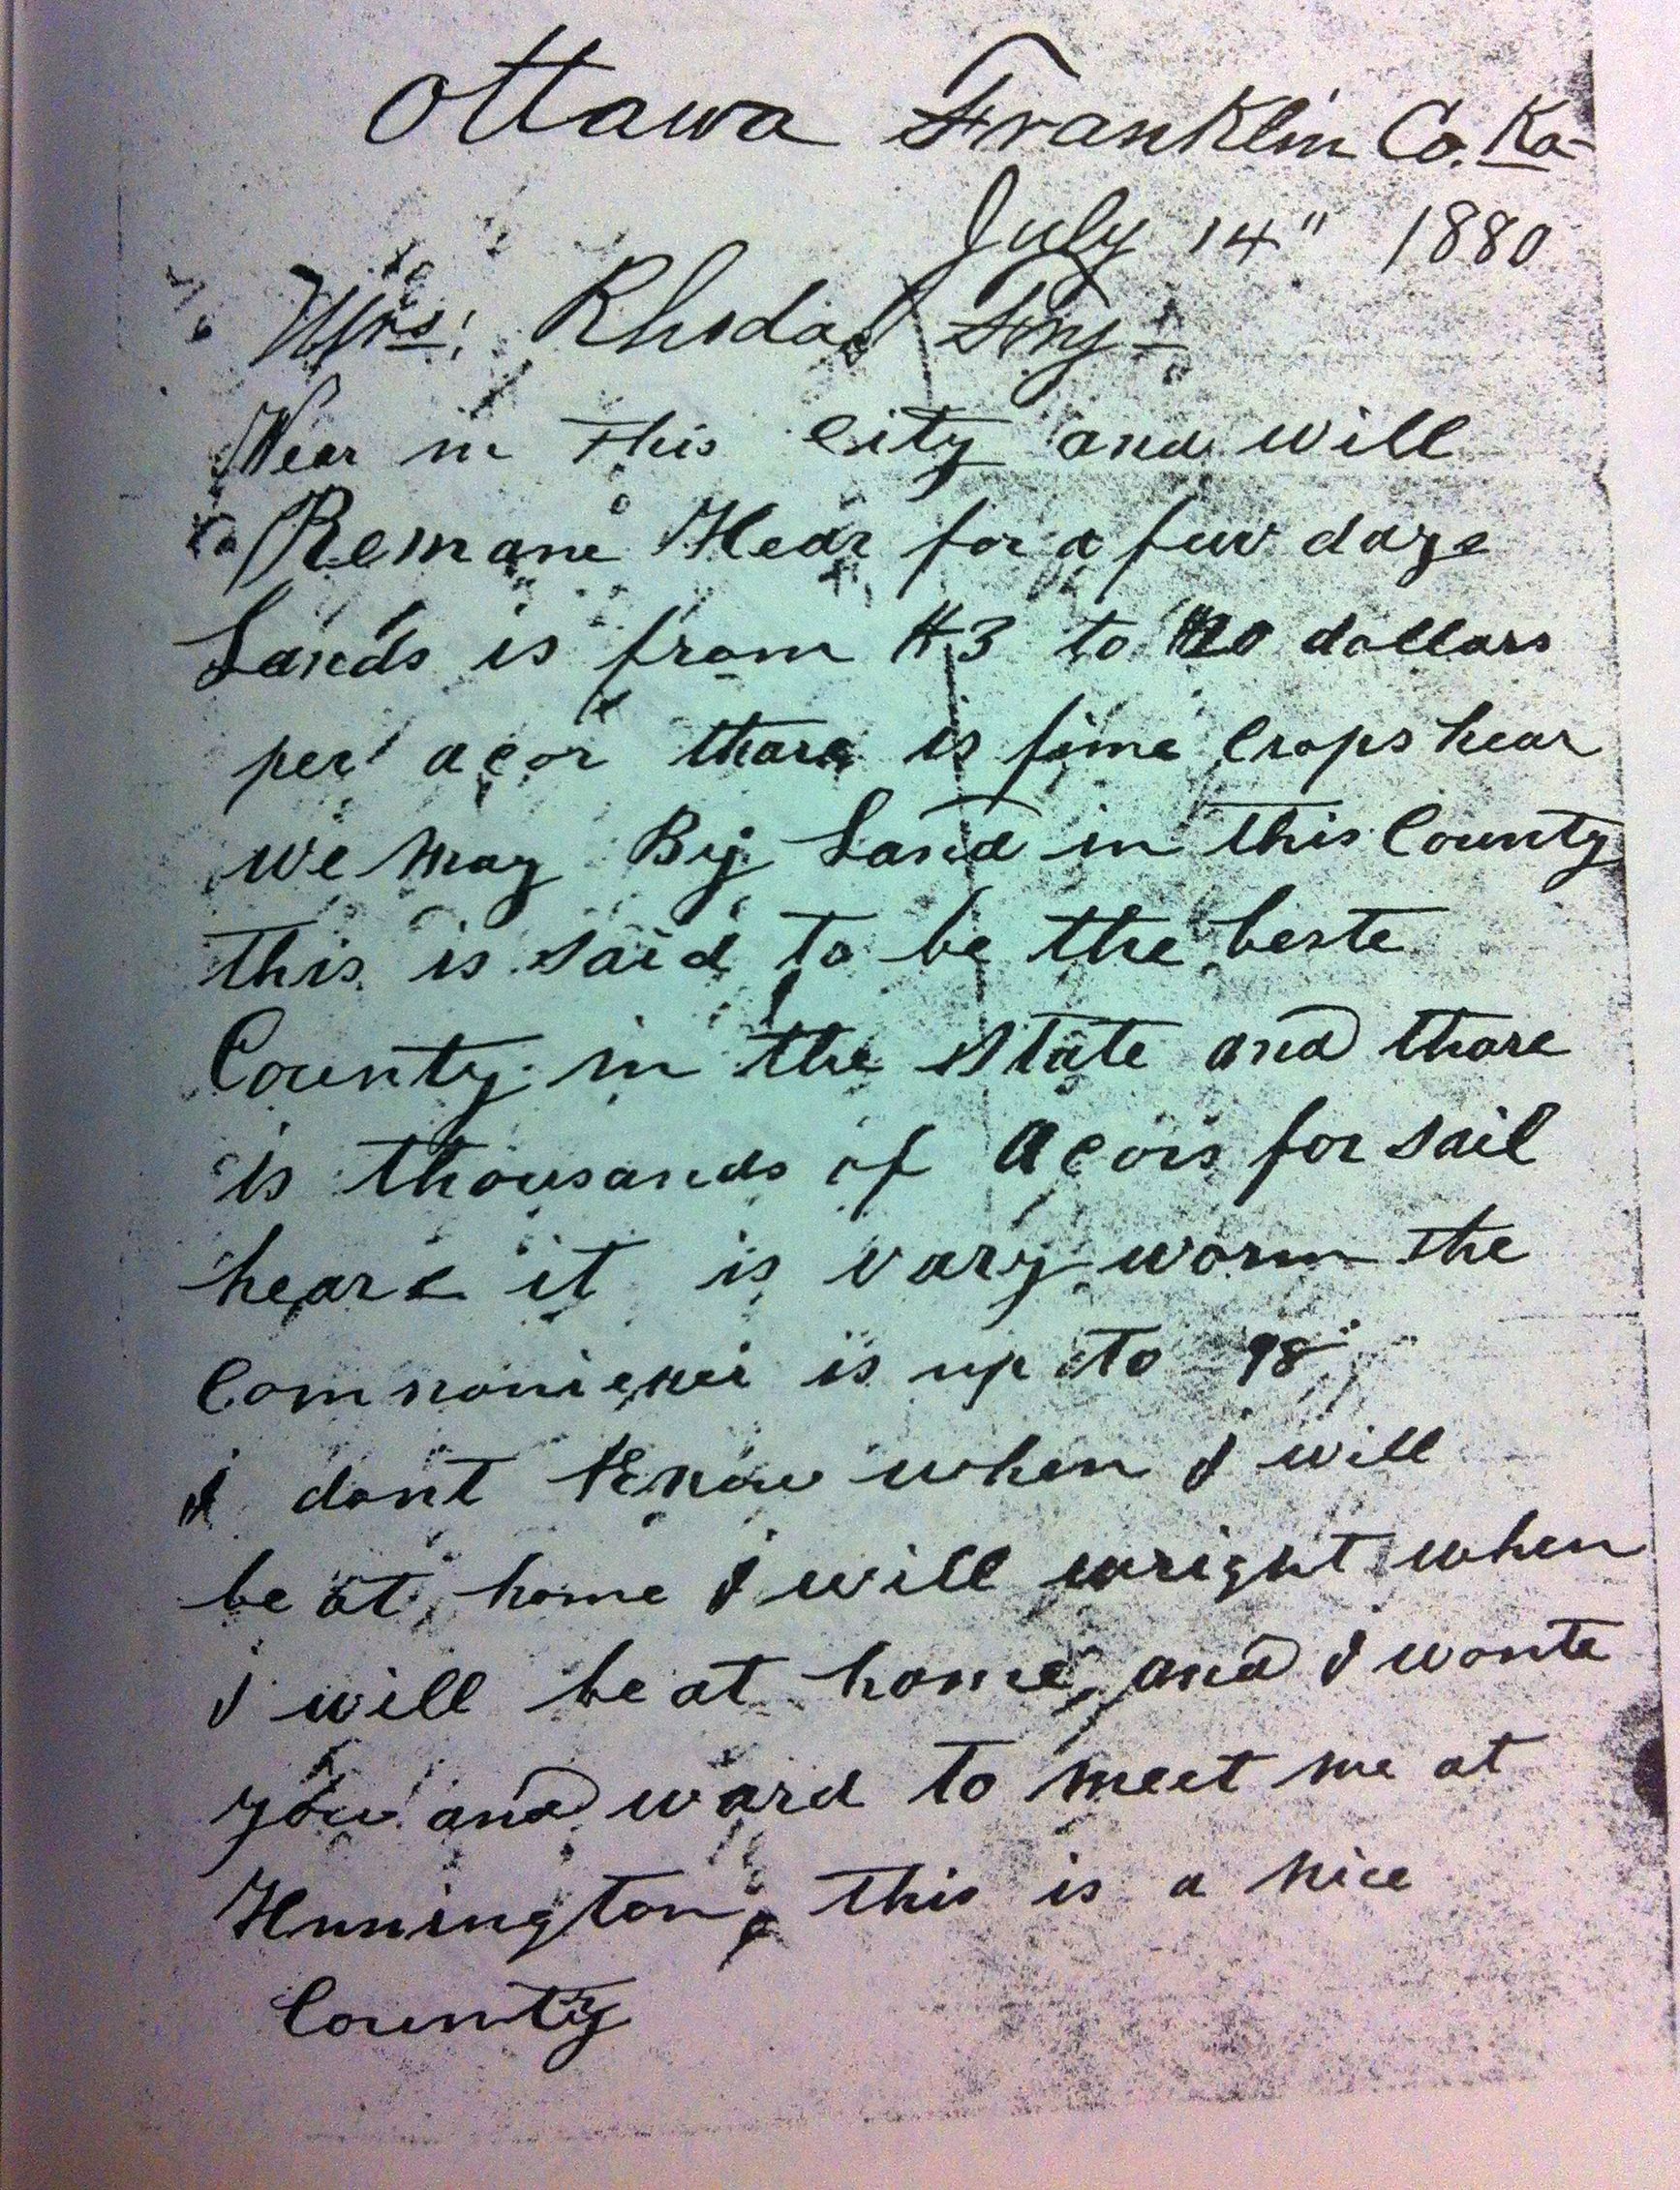 Ottawa Franklin Co. Ka-
July 14" 1880
Mrs: Rhoda Fry-
Wear in this City and will
Remane Hear for a few days
Lands is from $3 to 20 dollars
per acor thare is fine Crops hear
we may By Land in this County
this is said to be the beste
County in the state and thare
is thousands of acors for sail
heare it is vary worm the
is up to 98
I dont Know when I will
be at home I will wright when
I will be at home, and I wonte
you and ward to meet me at
Hunington, this is a nice
County